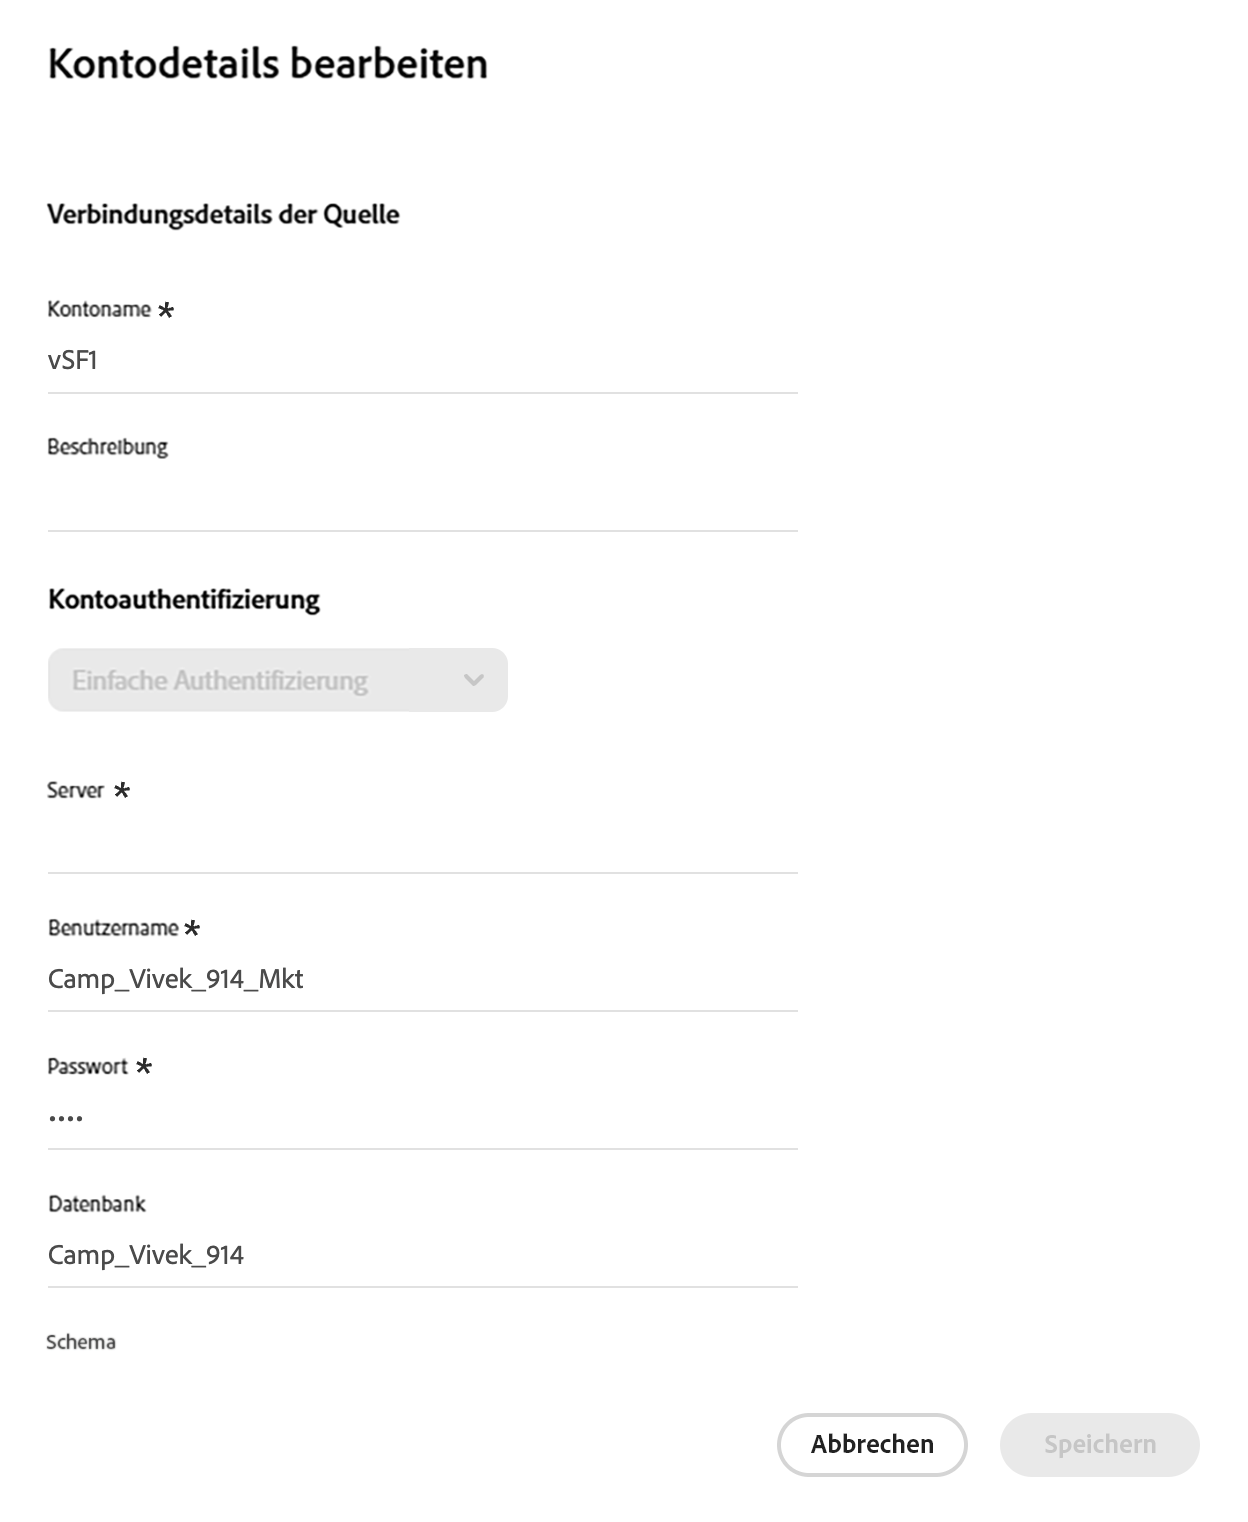 Kontodetails bearbeiten
Verbindungsdetails der Quelle
Kontoname *
vSF1
Beschreibung
Kontoauthentifizierung
Einfache Authentifizierung
Server *
Benutzername *
Camp_Vivek_914_Mkt
Passwort *
••••
Datenbank
Camp_Vivek_914
Schema
Abbrechen
Speichern